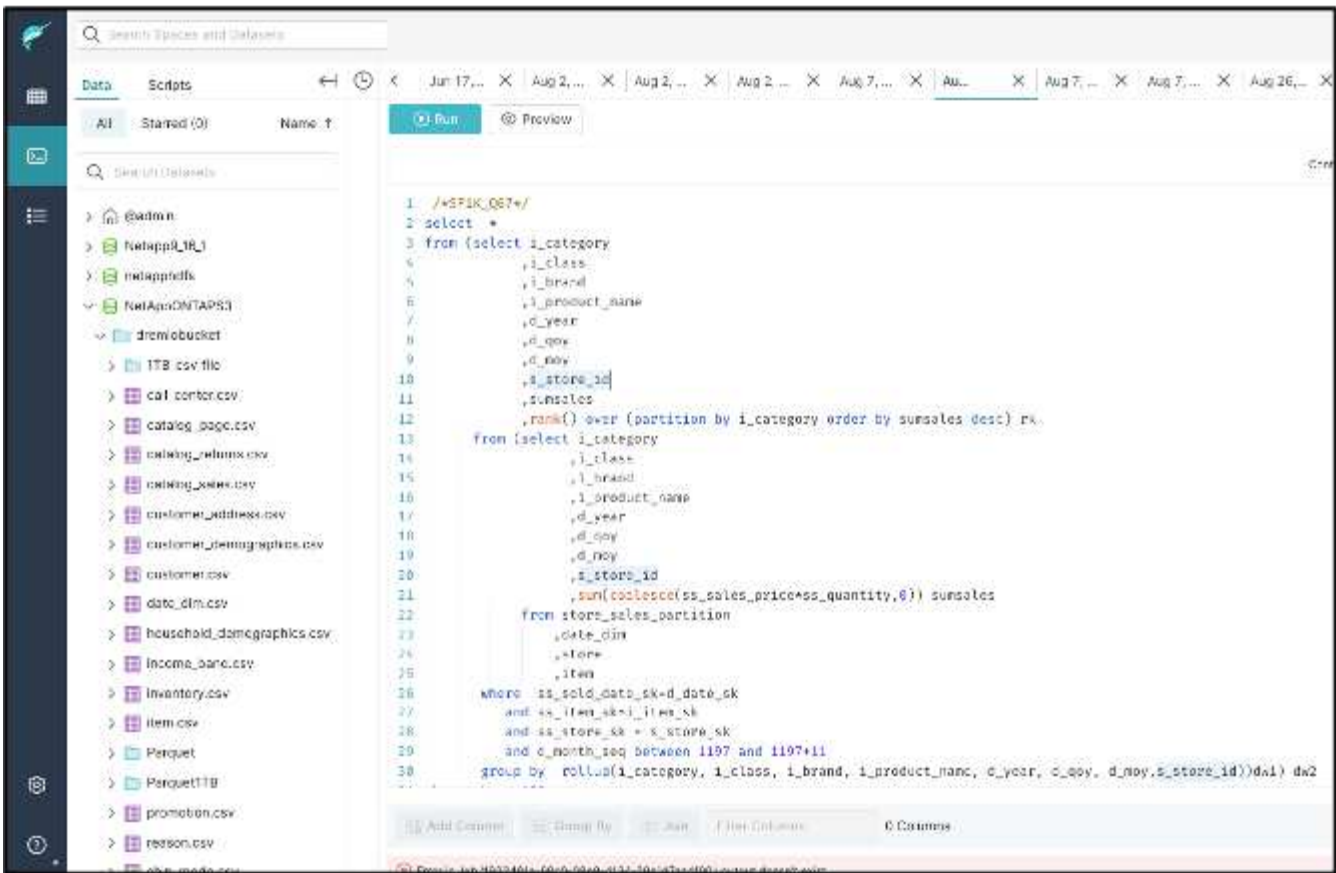 Search Spaces and Datasets
Data Scripts
Jun 17,... Aug 2, ... Aug 2, ... Aug 2 ... Aug 7, ... Au... Aug 7, ... Aug 7, ... Aug 26, ...
All Starred (0) Name ↑
Run Preview
Search Datasets
@admin
netapphdfs
NetAppONTAPS3
dremiobucket
1TB csv file
call_center.csv
catalog_page.csv
catalog_returns.csv
catalog_sales.csv
customer_address.csv
customer_demographics.csv
customer.csv
date_dim.csv
household_demographics.csv
income_band.csv
inventory.csv
item.csv
Parquet
Parquet1TB
promotion.csv
reason.csv
1 /*SF1K_Q67*/
2 select *
3 from (select i_category
4 ,i_class
5 ,i_brand
6 ,i_product_name
7 ,d_year
8 ,d_qoy
9 ,d_moy
10 ,s_store_id
11 ,sumsales
12 ,rank() over (partition by i_category order by sumsales desc) rk
13 from (select i_category
14 ,i_class
15 ,i_brand
16 ,i_product_name
17 ,d_year
18 ,d_qoy
19 ,d_moy
20 ,s_store_id
21 ,sum(coalesce(ss_sales_price*ss_quantity,0)) sumsales
22 from store_sales_partition
23 ,date_dim
24 ,store
25 ,item
26 where ss_sold_date_sk=d_date_sk
27 and ss_item_sk=i_item_sk
28 and ss_store_sk = s_store_sk
29 and d_month_seq between 1197 and 1197+11
30 group by rollup(i_category, i_class, i_brand, i_product_name, d_year, d_qoy, d_moy,s_store_id))dw1) dw2
Add Column Group By Join Filter Columns 0 Columns